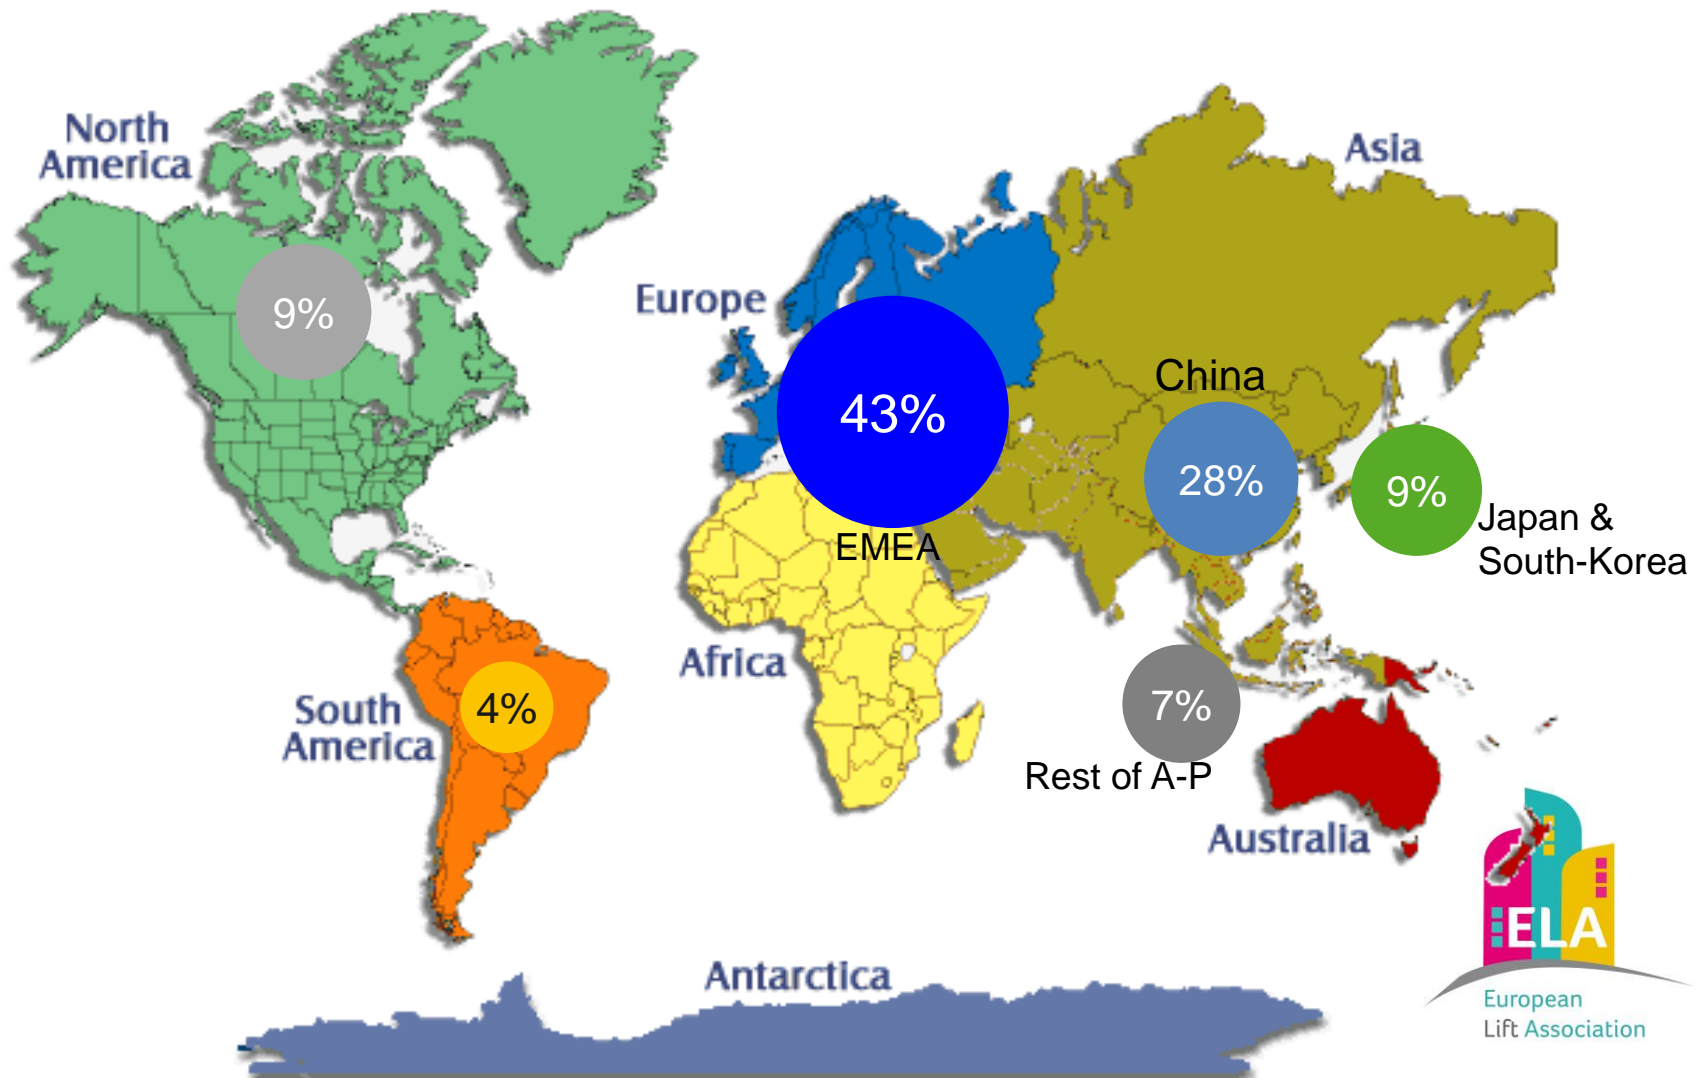 North
America
Asia
9%
Europe
43%
EMEA
China
28%
9%
Japan &
South-Korea
Africa
South
America
4%
7%
Rest of A-P
Australia
Antarctica
ELA
European
Lift Association